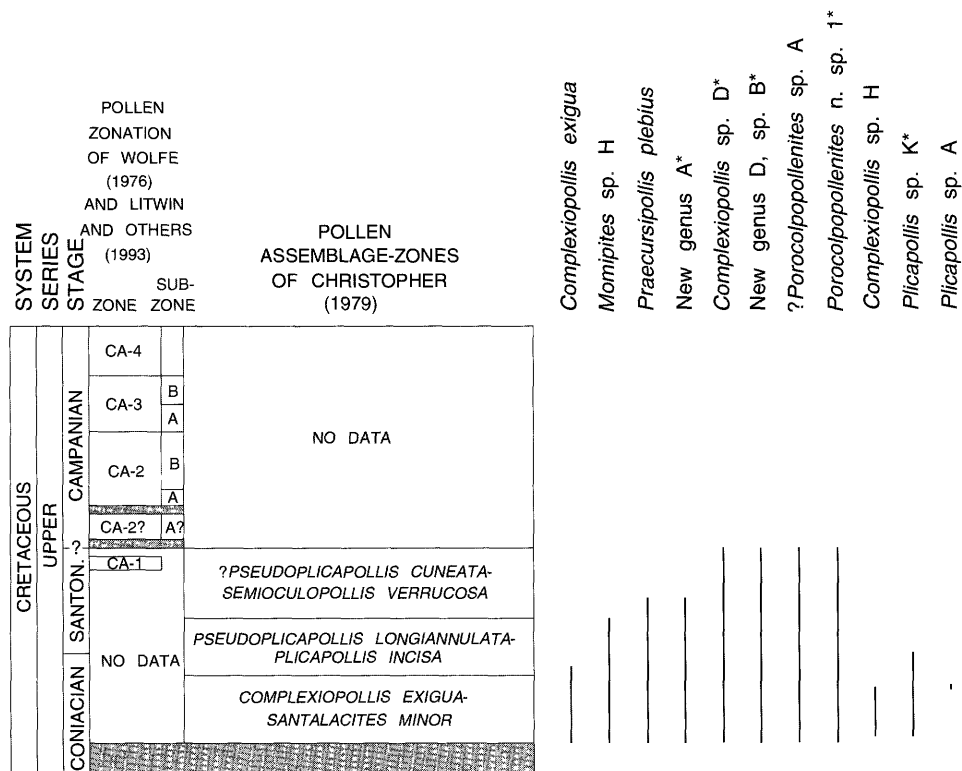 SYSTEM
SERIES
STAGE
POLLEN
ZONATION
OF WOLFE
(1976)
AND LITWIN
AND OTHERS
(1993)
ZONE
SUB-
ZONE
POLLEN
ASSEMBLAGE-ZONES
OF CHRISTOPHER
(1979)
Complexiopollis exigua
Momipites sp. H
Praecursipollis plebius
New genus A*
Complexiopollis sp. D*
New genus D, sp. B*
?Porocolpopollenites sp. A
Porocolpopollenites n. sp. 1*
Complexiopollis sp. H
Plicapollis sp. K*
Plicapollis sp. A
CRETACEOUS
UPPER
CAMPANIAN
-?-
SANTON.
CONIACIAN
CA-4
CA-3
B
A
CA-2
B
A
CA-2?
A?
CA-1
NO DATA
NO DATA
?PSEUDOPLICAPOLLIS CUNEATA-
SEMIOCULOPOLLIS VERRUCOSA
PSEUDOPLICAPOLLIS LONGIANNULATA-
PLICAPOLLIS INCISA
COMPLEXIOPOLLIS EXIGUA-
SANTALACITES MINOR